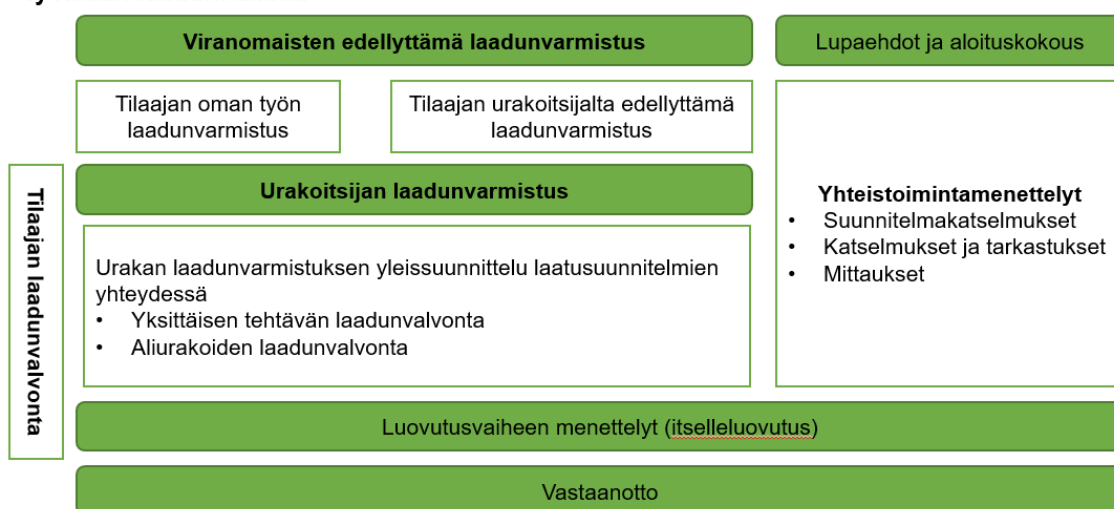 Viranomaisten edellyttämä laadunvarmistus
Lupaehdot ja aloituskokous
Tilaajan oman työn
laadunvarmistus
Tilaajan urakoitsijalta edellyttämä
laadunvarmistus
Tilaajan laadunvalvonta
Urakoitsijan laadunvarmistus
Urakan laadunvarmistuksen yleissuunnittelu laatusuunnitelmien
yhteydessä
• Yksittäisen tehtävän laadunvalvonta
• Aliurakoiden laadunvalvonta
Yhteistoimintamenettelyt
• Suunnitelmakatselmukset
• Katselmukset ja tarkastukset
• Mittaukset
Luovutusvaiheen menettelyt (itselleluovutus)
Vastaanotto